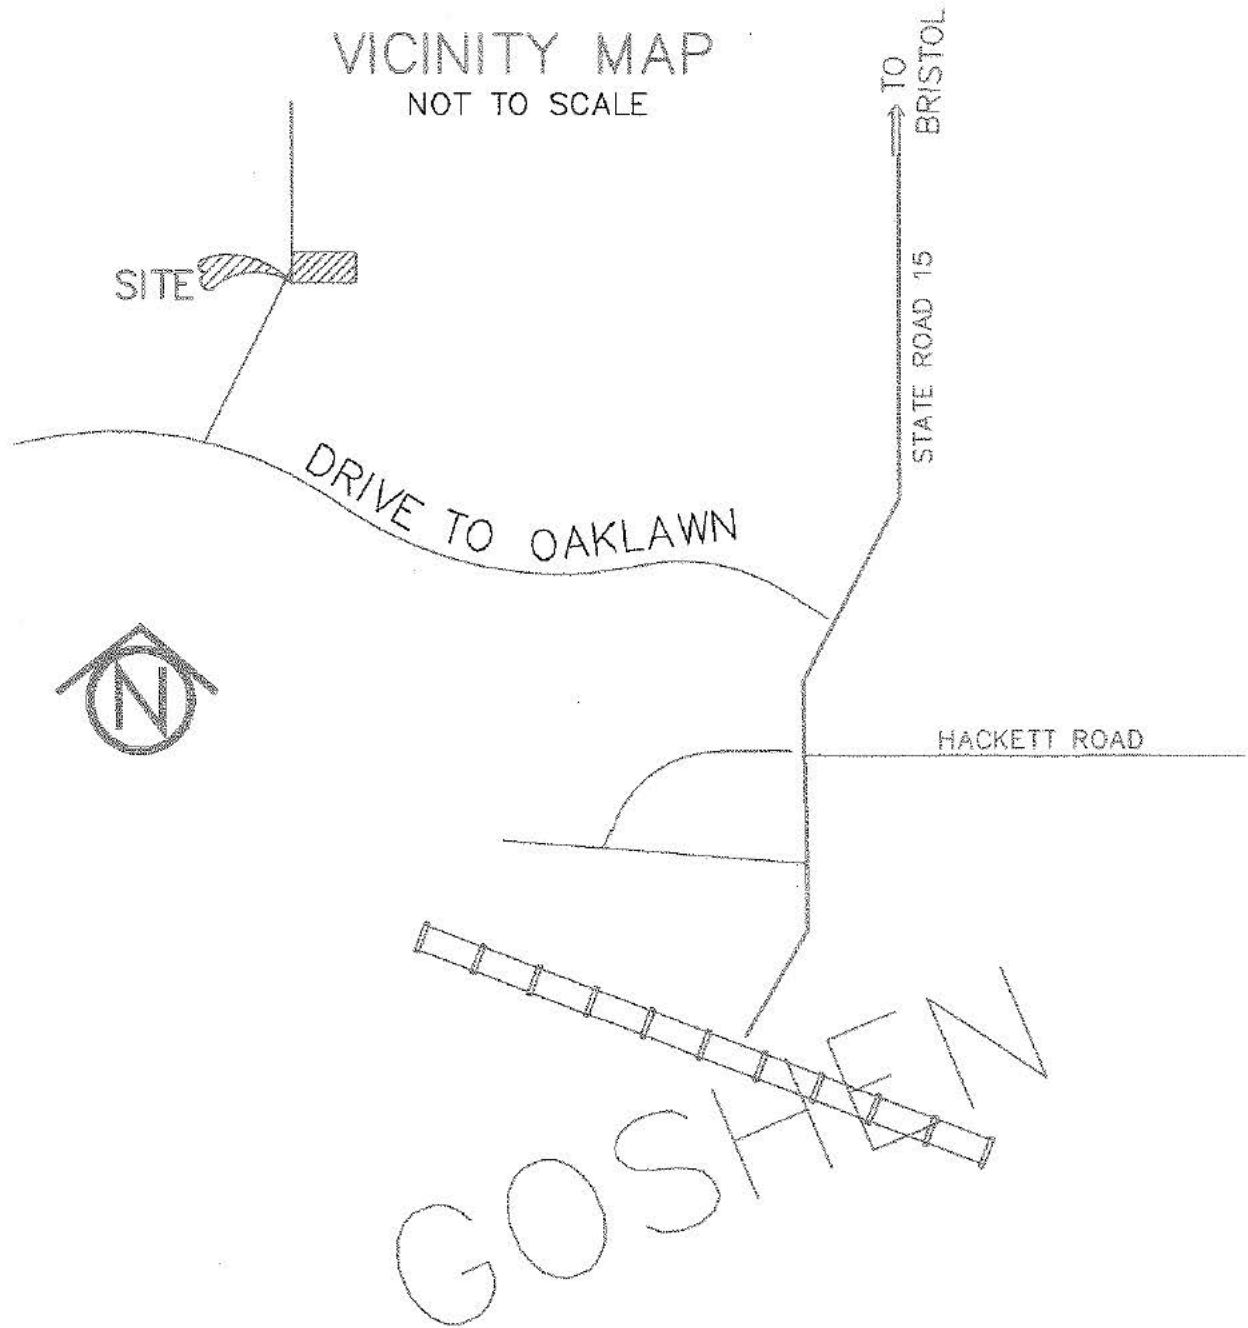 VICINITY MAP
NOT TO SCALE
TO
BRISTOL
STATE ROAD 15
SITE
DRIVE TO OAKLAWN
N
HACKETT ROAD
GOSHEN